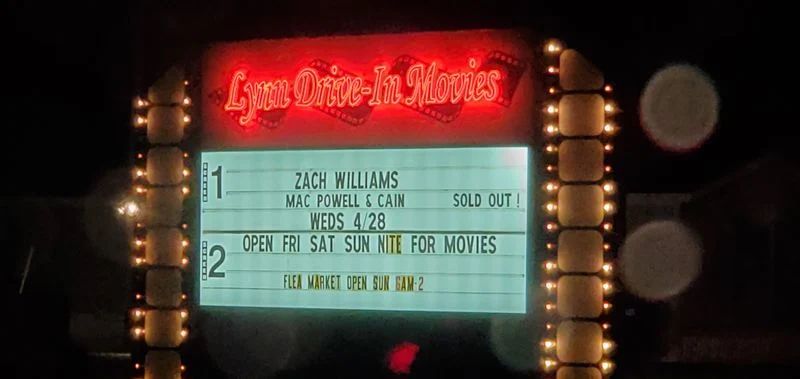 Lynn Drive-In Movies
1 ZACH WILLIAMS
MAC POWELL & CAIN SOLD OUT!
WEDS 4/28
2 OPEN FRI SAT SUN NITE FOR MOVIES
FLEA MARKET OPEN SUN 6AM-2